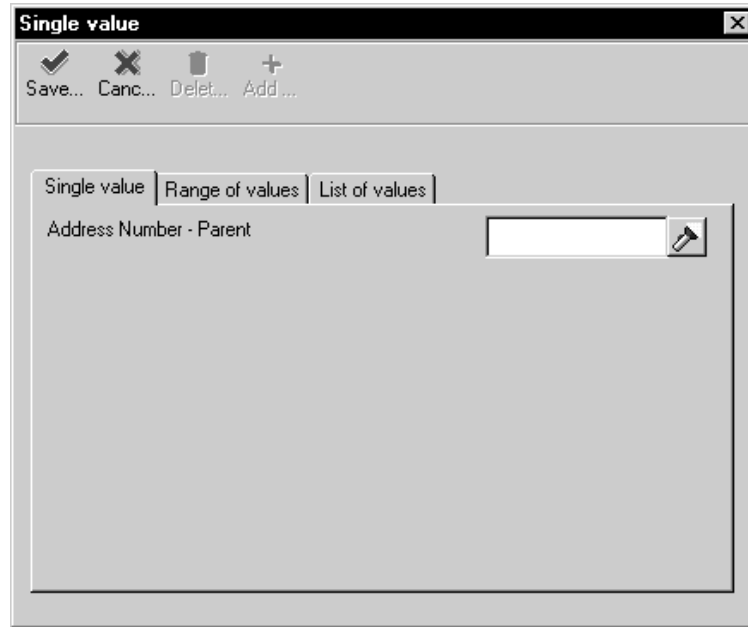 Single value
Save... Canc... Delet... Add ...
Single value Range of values List of values
Address Number - Parent